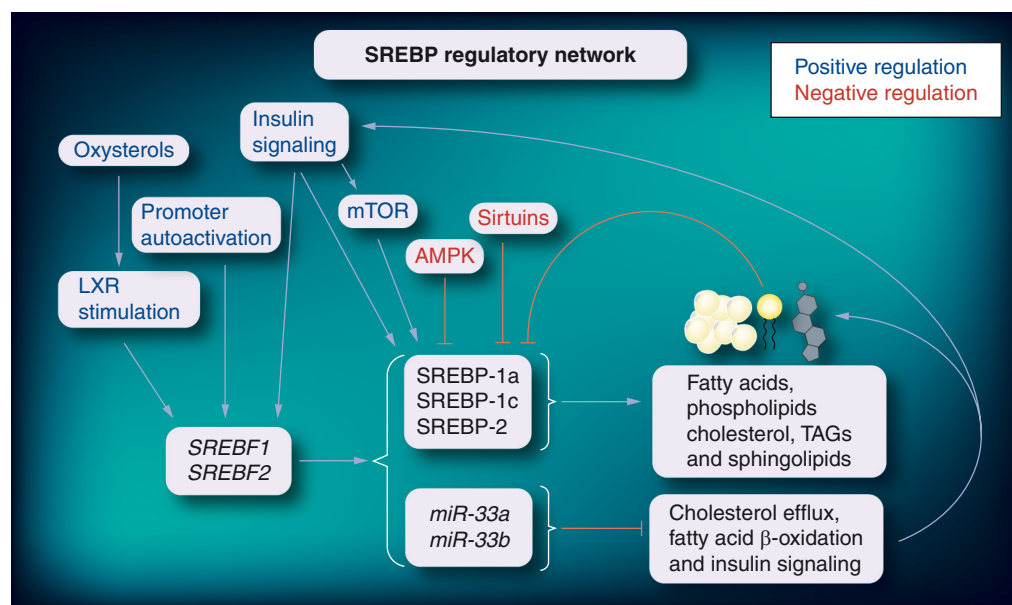 SREBP regulatory network
Positive regulation
Negative regulation
Insulin
signaling
Oxysterols
mTOR
Promoter
autoactivation
Sirtuins
AMPK
LXR
stimulation
SREBP-1a
SREBP-1c
SREBP-2
Fatty acids,
phospholipids
cholesterol, TAGs
and sphingolipids
SREBF1
SREBF2
miR-33a
miR-33b
Cholesterol efflux,
fatty acid β-oxidation
and insulin signaling